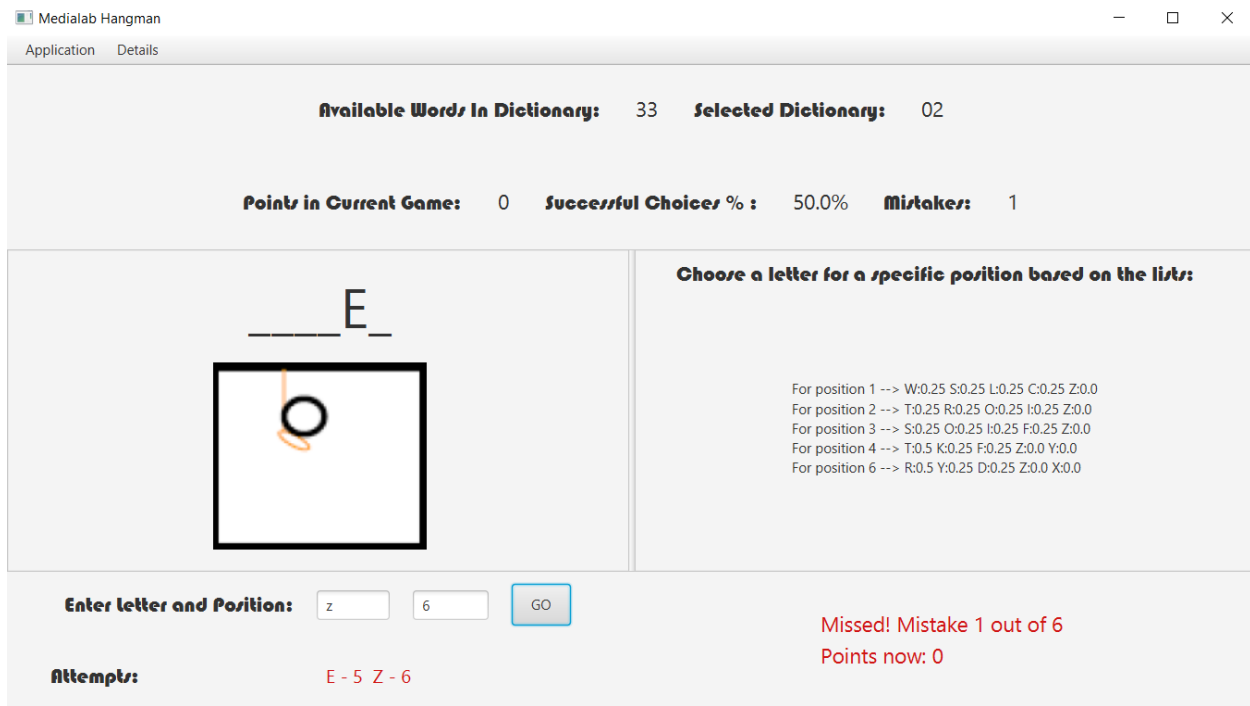 Medialab Hangman
Application Details
Available Words In Dictionary: 33 Selected Dictionary: 02
Points in Current Game: 0 Successful Choices % : 50.0% Mistakes: 1
____E_
Choose a letter for a specific position based on the lists:
For position 1 --> W:0.25 S:0.25 L:0.25 C:0.25 Z:0.0
For position 2 --> T:0.25 R:0.25 O:0.25 I:0.25 Z:0.0
For position 3 --> S:0.25 O:0.25 I:0.25 F:0.25 Z:0.0
For position 4 --> T:0.5 K:0.25 F:0.25 Z:0.0 Y:0.0
For position 6 --> R:0.5 Y:0.25 D:0.25 Z:0.0 X:0.0
Enter Letter and Position: z 6 GO
Missed! Mistake 1 out of 6
Points now: 0
Attempts: E - 5 Z - 6